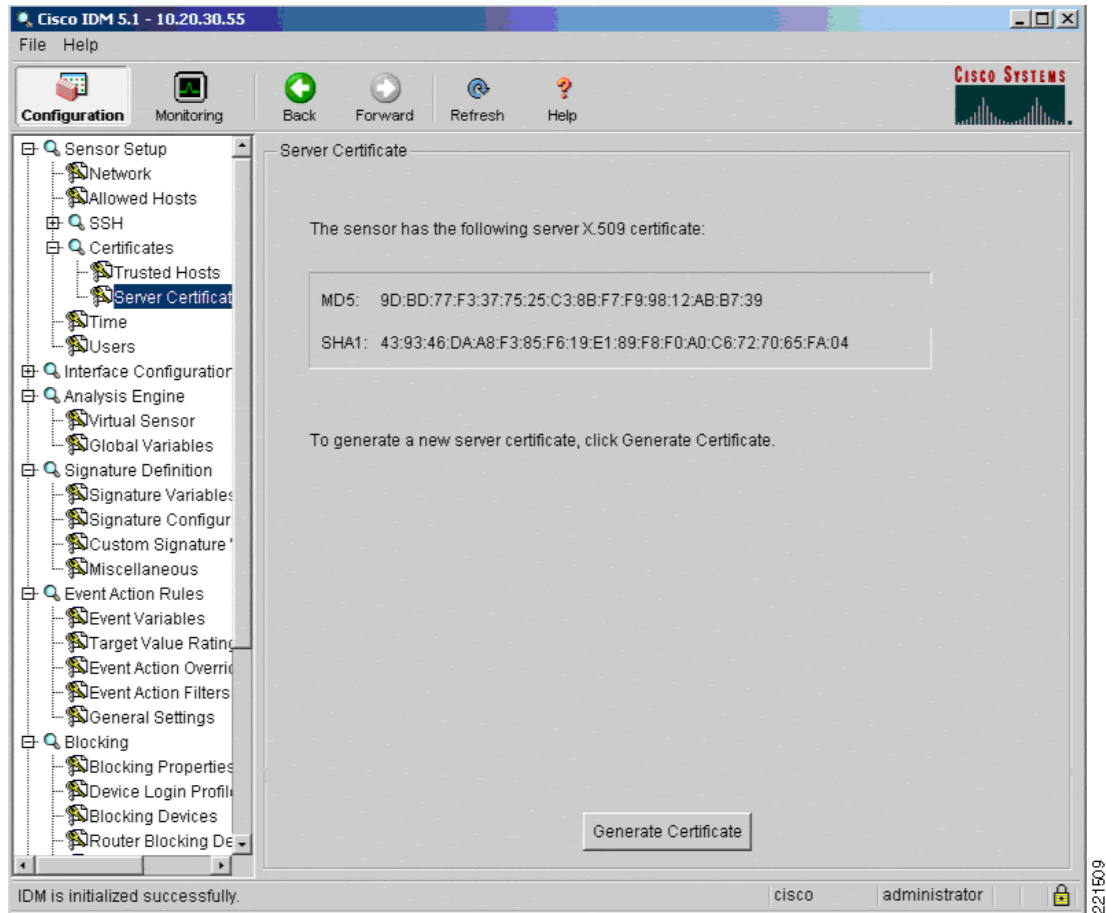 Cisco IDM 5.1 - 10.20.30.55
File Help
Configuration Monitoring Back Forward Refresh Help
CISCO SYSTEMS
Sensor Setup
Network
Allowed Hosts
SSH
Certificates
Trusted Hosts
Server Certificat
Time
Users
Interface Configuration
Analysis Engine
Virtual Sensor
Global Variables
Signature Definition
Signature Variables
Signature Configur
Custom Signature
Miscellaneous
Event Action Rules
Event Variables
Target Value Rating
Event Action Overri
Event Action Filters
General Settings
Blocking
Blocking Properties
Device Login Profil
Blocking Devices
Router Blocking De
Server Certificate
The sensor has the following server X.509 certificate:
MD5: 9D:BD:77:F3:37:75:25:C3:8B:F7:F9:98:12:AB:B7:39
SHA1: 43:93:46:DA:A8:F3:85:F6:19:E1:89:F8:F0:A0:C6:72:70:65:FA:04
To generate a new server certificate, click Generate Certificate.
Generate Certificate
IDM is initialized successfully. cisco administrator
221509